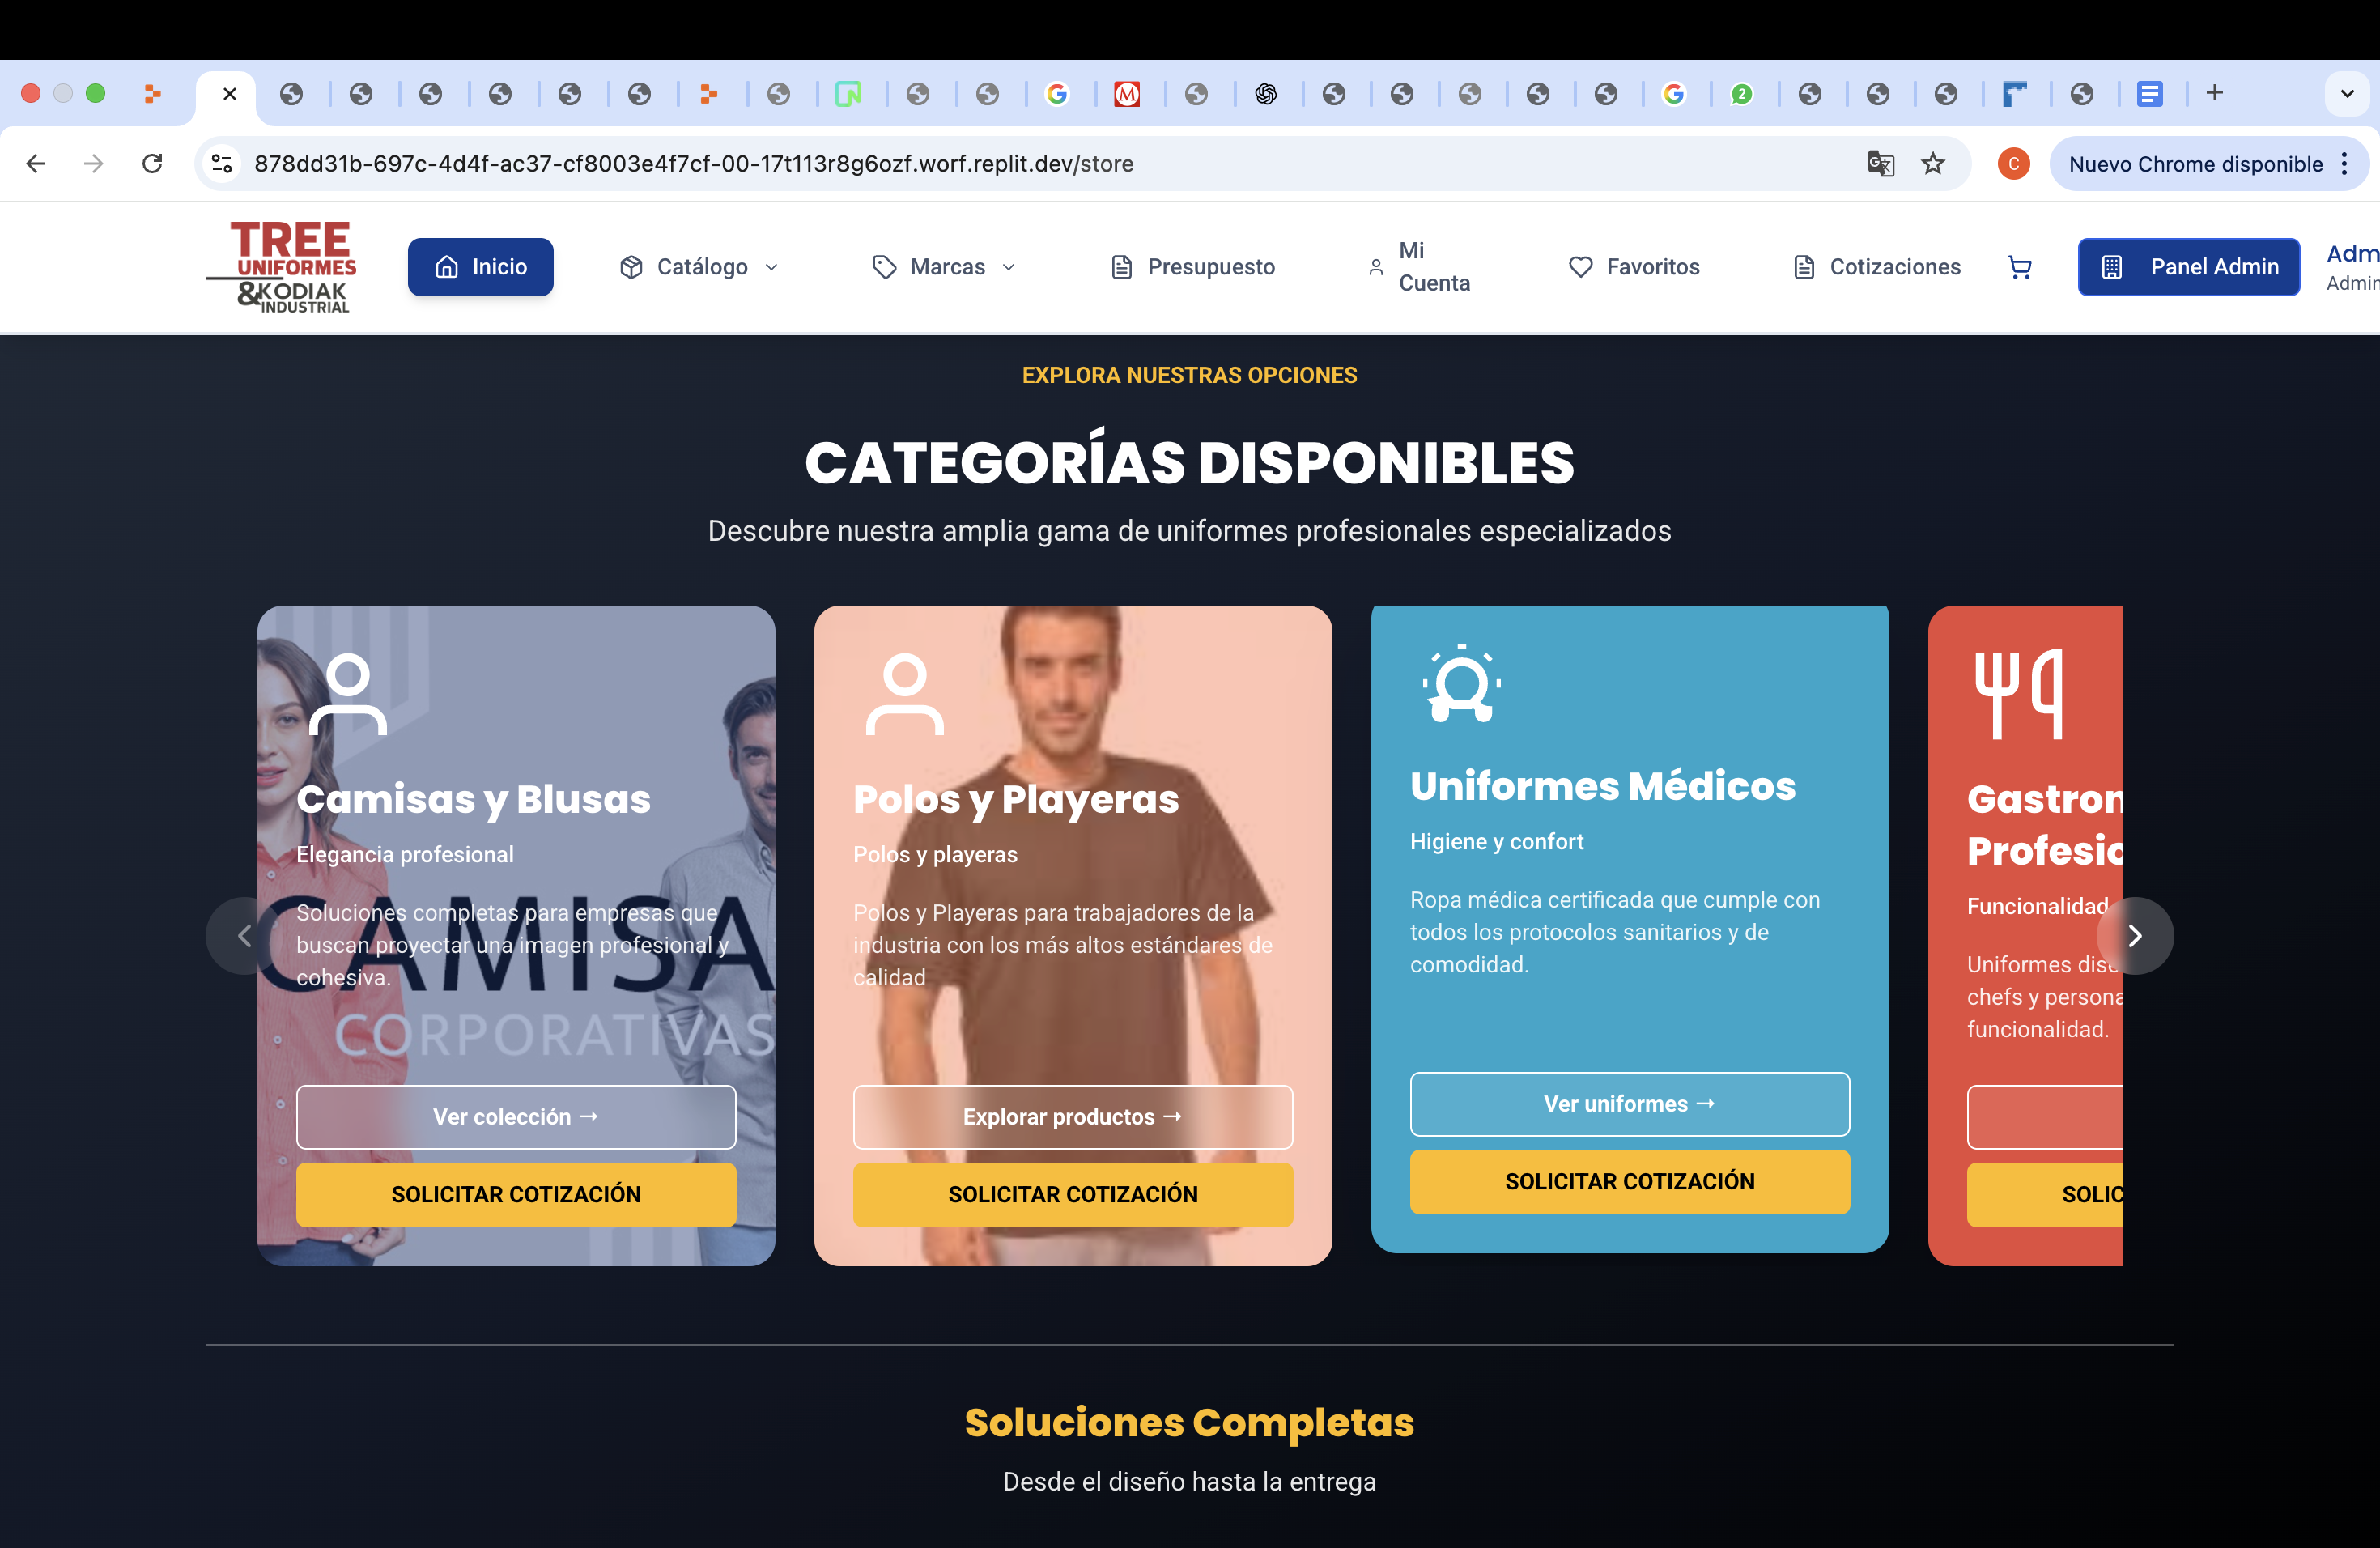 2
878dd31b-697c-4d4f-ac37-cf8003e4f7cf-00-17t113r8g6ozf.worf.replit.dev/store
C
Nuevo Chrome disponible
TREE
UNIFORMES
&KODIAK
INDUSTRIAL
Inicio
Catálogo
Marcas
Presupuesto
Mi
Cuenta
Favoritos
Cotizaciones
Panel Admin
Adm
Admin
EXPLORA NUESTRAS OPCIONES
CATEGORÍAS DISPONIBLES
Descubre nuestra amplia gama de uniformes profesionales especializados
Camisas y Blusas
Elegancia profesional
Soluciones completas para empresas que
buscan proyectar una imagen profesional y
cohesiva.
CAMISA
CORPORATIVAS
Ver colección →
SOLICITAR COTIZACIÓN
Polos y Playeras
Polos y playeras
Polos y Playeras para trabajadores de la
industria con los más altos estándares de
calidad
Explorar productos →
SOLICITAR COTIZACIÓN
Uniformes Médicos
Higiene y confort
Ropa médica certificada que cumple con
todos los protocolos sanitarios y de
comodidad.
Ver uniformes →
SOLICITAR COTIZACIÓN
Gastron
Profesio
Funcionalidad
Uniformes dise
chefs y persona
funcionalidad.
SOLIC
Soluciones Completas
Desde el diseño hasta la entrega